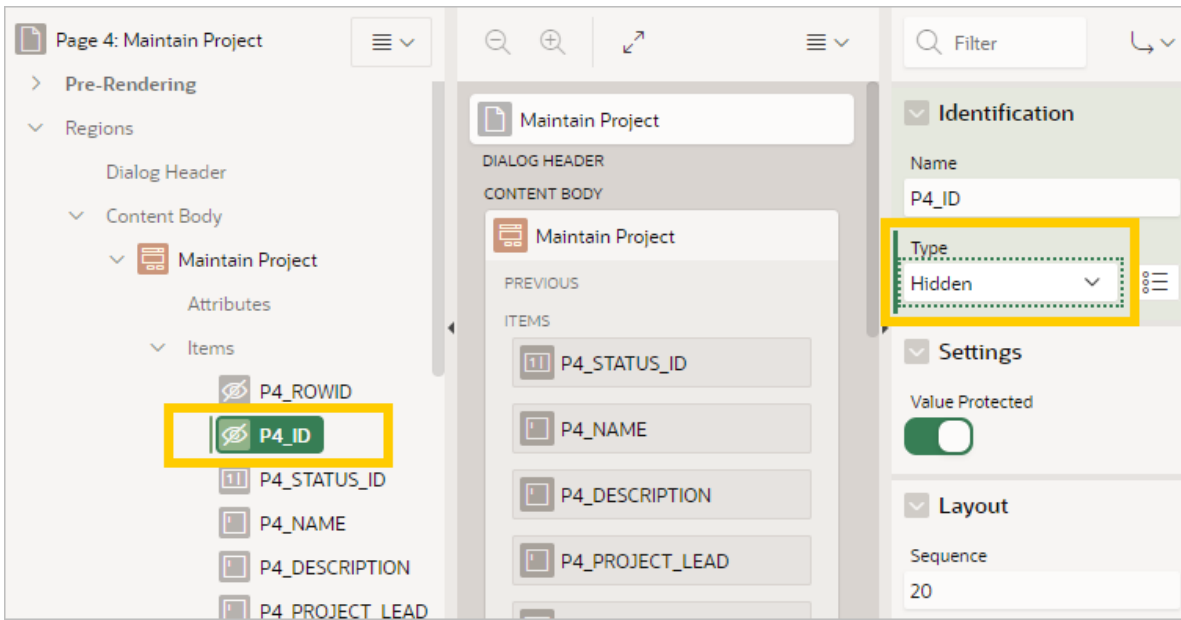 Page 4: Maintain Project
Pre-Rendering
Regions
Dialog Header
Content Body
Maintain Project
Attributes
Items
P4_ROWID
P4_ID
P4_STATUS_ID
P4_NAME
P4_DESCRIPTION
P4_PROJECT_LEAD
Maintain Project
DIALOG HEADER
CONTENT BODY
Maintain Project
PREVIOUS
ITEMS
P4_STATUS_ID
P4_NAME
P4_DESCRIPTION
P4_PROJECT_LEAD
Filter
Identification
Name
P4_ID
Type
Hidden
Settings
Value Protected
Layout
Sequence
20